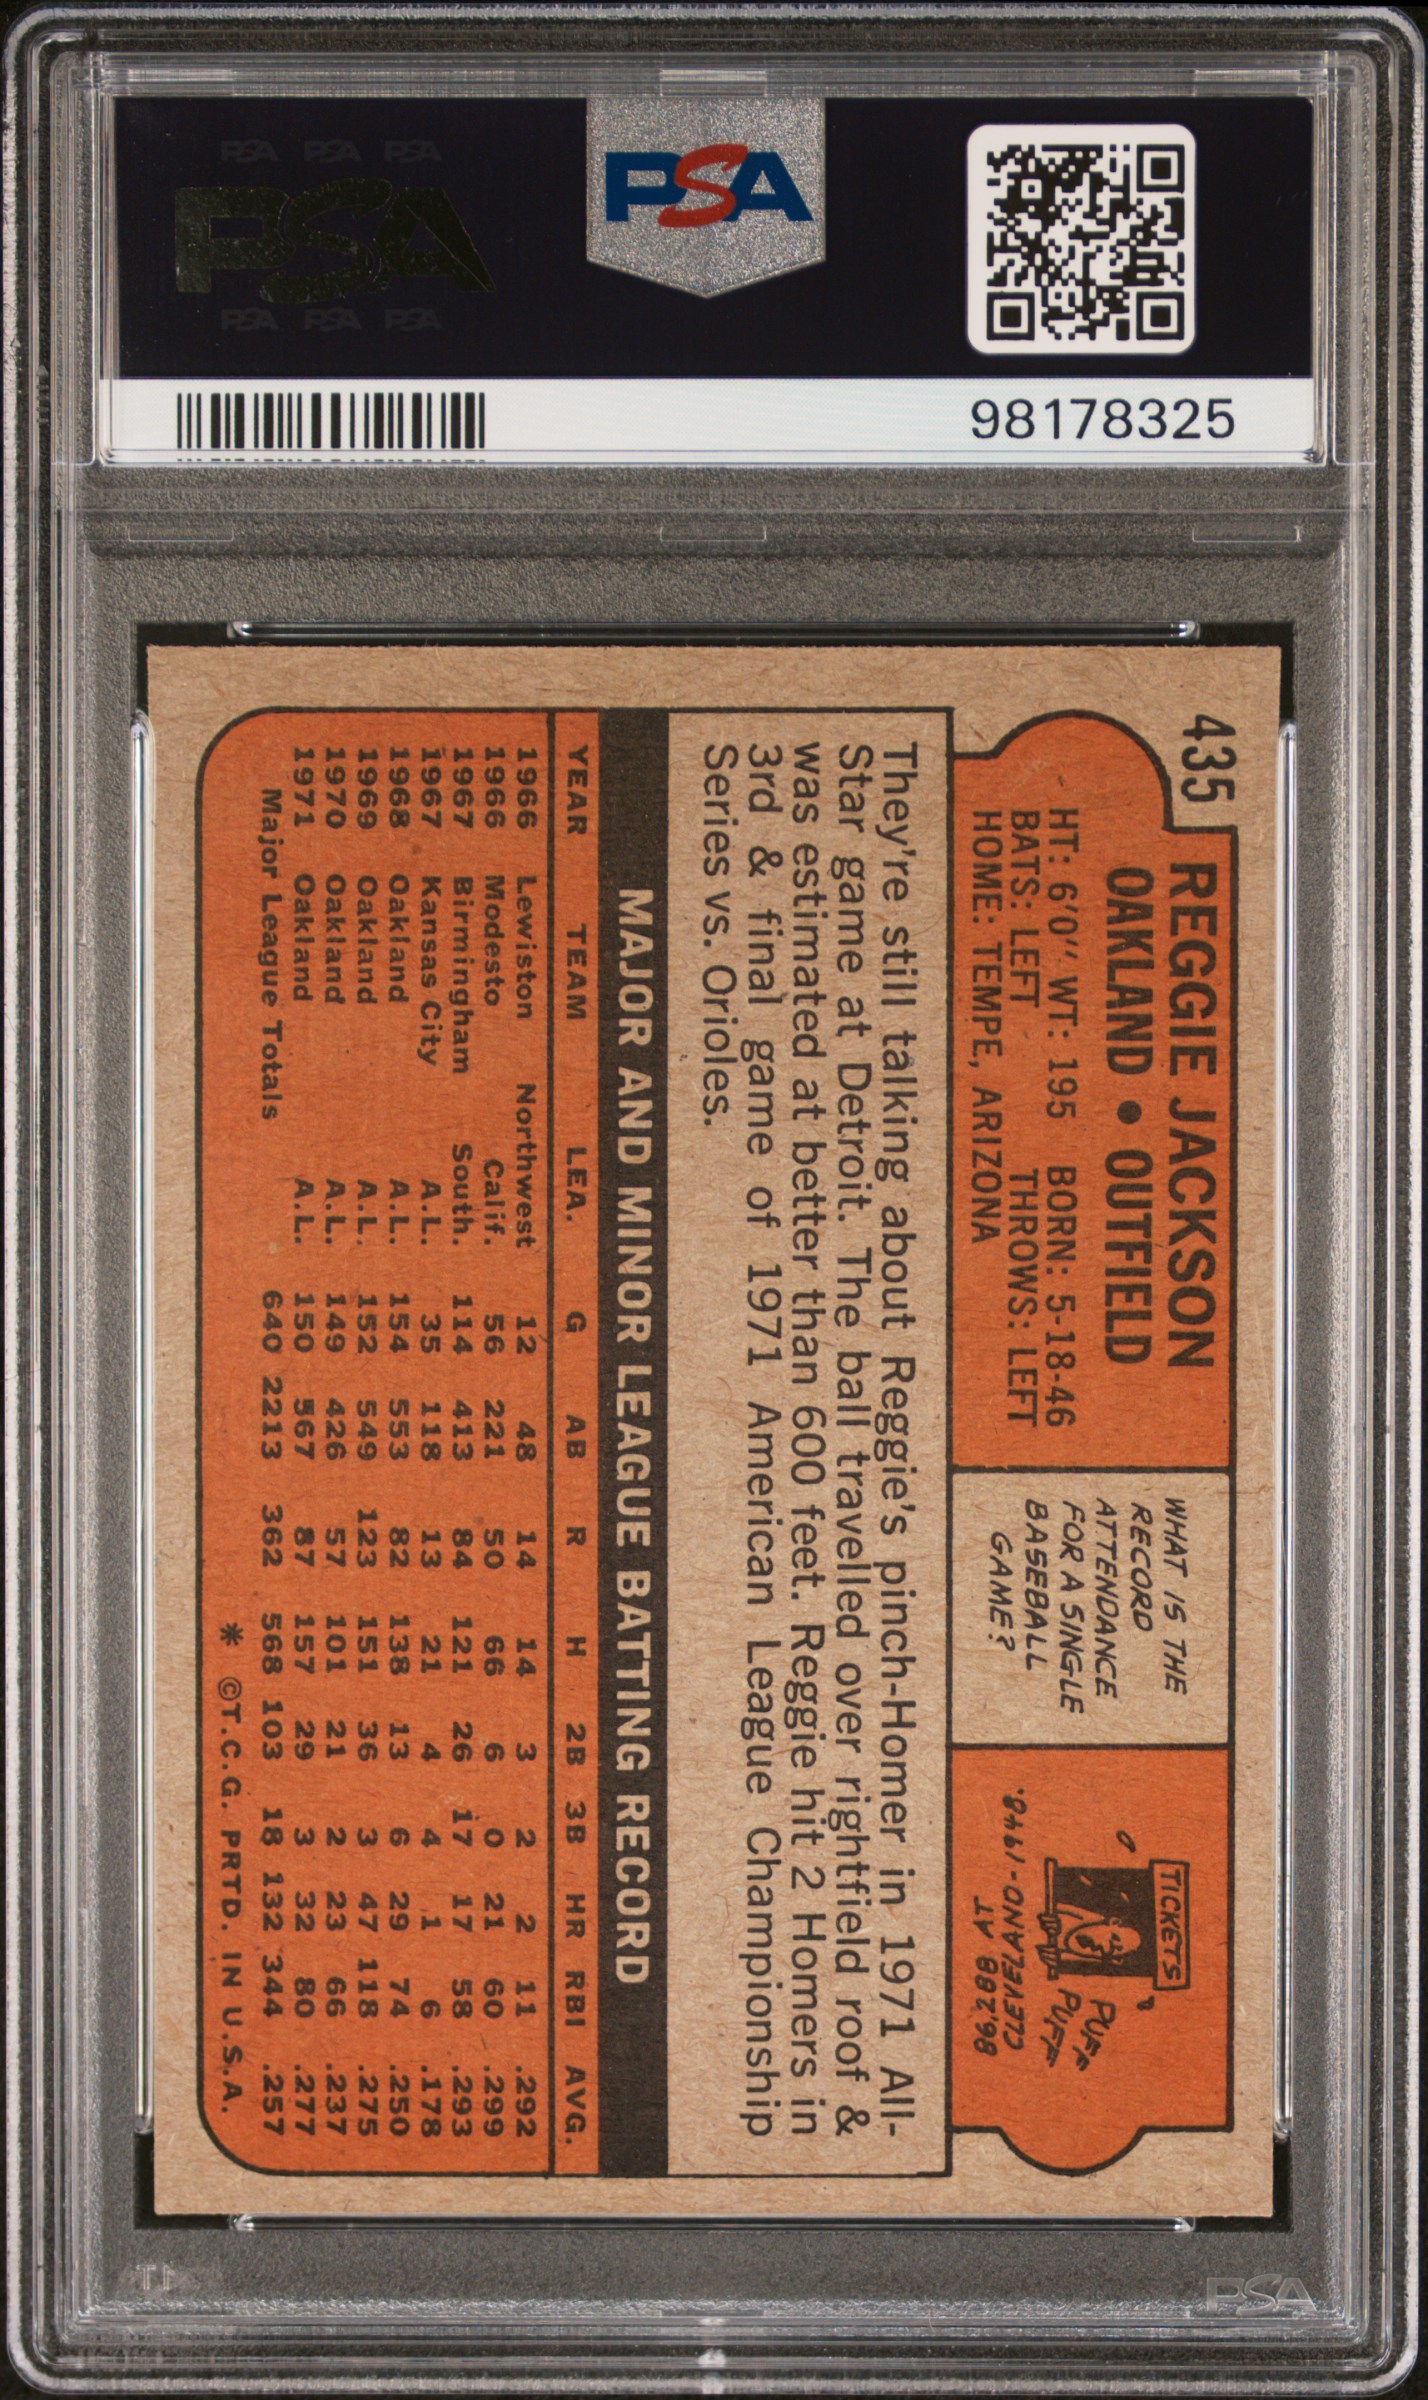 PSA PSA PSA
PSA
PSA PSA PSA
PSA
98178325
435
REGGIE JACKSON
OAKLAND • OUTFIELD
HT: 6'0" WT: 195 BORN: 5-18-46
BATS: LEFT THROWS: LEFT
HOME: TEMPE, ARIZONA
WHAT IS THE
RECORD
ATTENDANCE
FOR A SINGLE
BASEBALL
GAME?
TICKETS
PUFF
PUFF
86,288 AT
CLEVELAND-1948.
They're still talking about Reggie's pinch-Homer in 1971 All-
Star game at Detroit. The ball travelled over rightfield roof &
was estimated at better than 600 feet. Reggie hit 2 Homers in
3rd & final game of 1971 American League Championship
Series vs. Orioles.
MAJOR AND MINOR LEAGUE BATTING RECORD
YEAR TEAM LEA. G AB R H 2B 3B HR RBI AVG.
1966 Lewiston Northwest 12 48 14 14 3 2 2 11 .292
1966 Modesto Calif. 56 221 50 66 6 0 21 60 .299
1967 Birmingham South. 114 413 84 121 26 17 17 58 .293
1967 Kansas City A.L. 35 118 13 21 4 4 1 6 .178
1968 Oakland A.L. 154 553 82 138 13 6 29 74 .250
1969 Oakland A.L. 152 549 123 151 36 3 47 118 .275
1970 Oakland A.L. 149 426 57 101 21 2 23 66 .237
1971 Oakland A.L. 150 567 87 157 29 3 32 80 .277
Major League Totals 640 2213 362 568 103 18 132 344 .257
* ©T.C.G. PRTD. IN U.S.A.
PSA